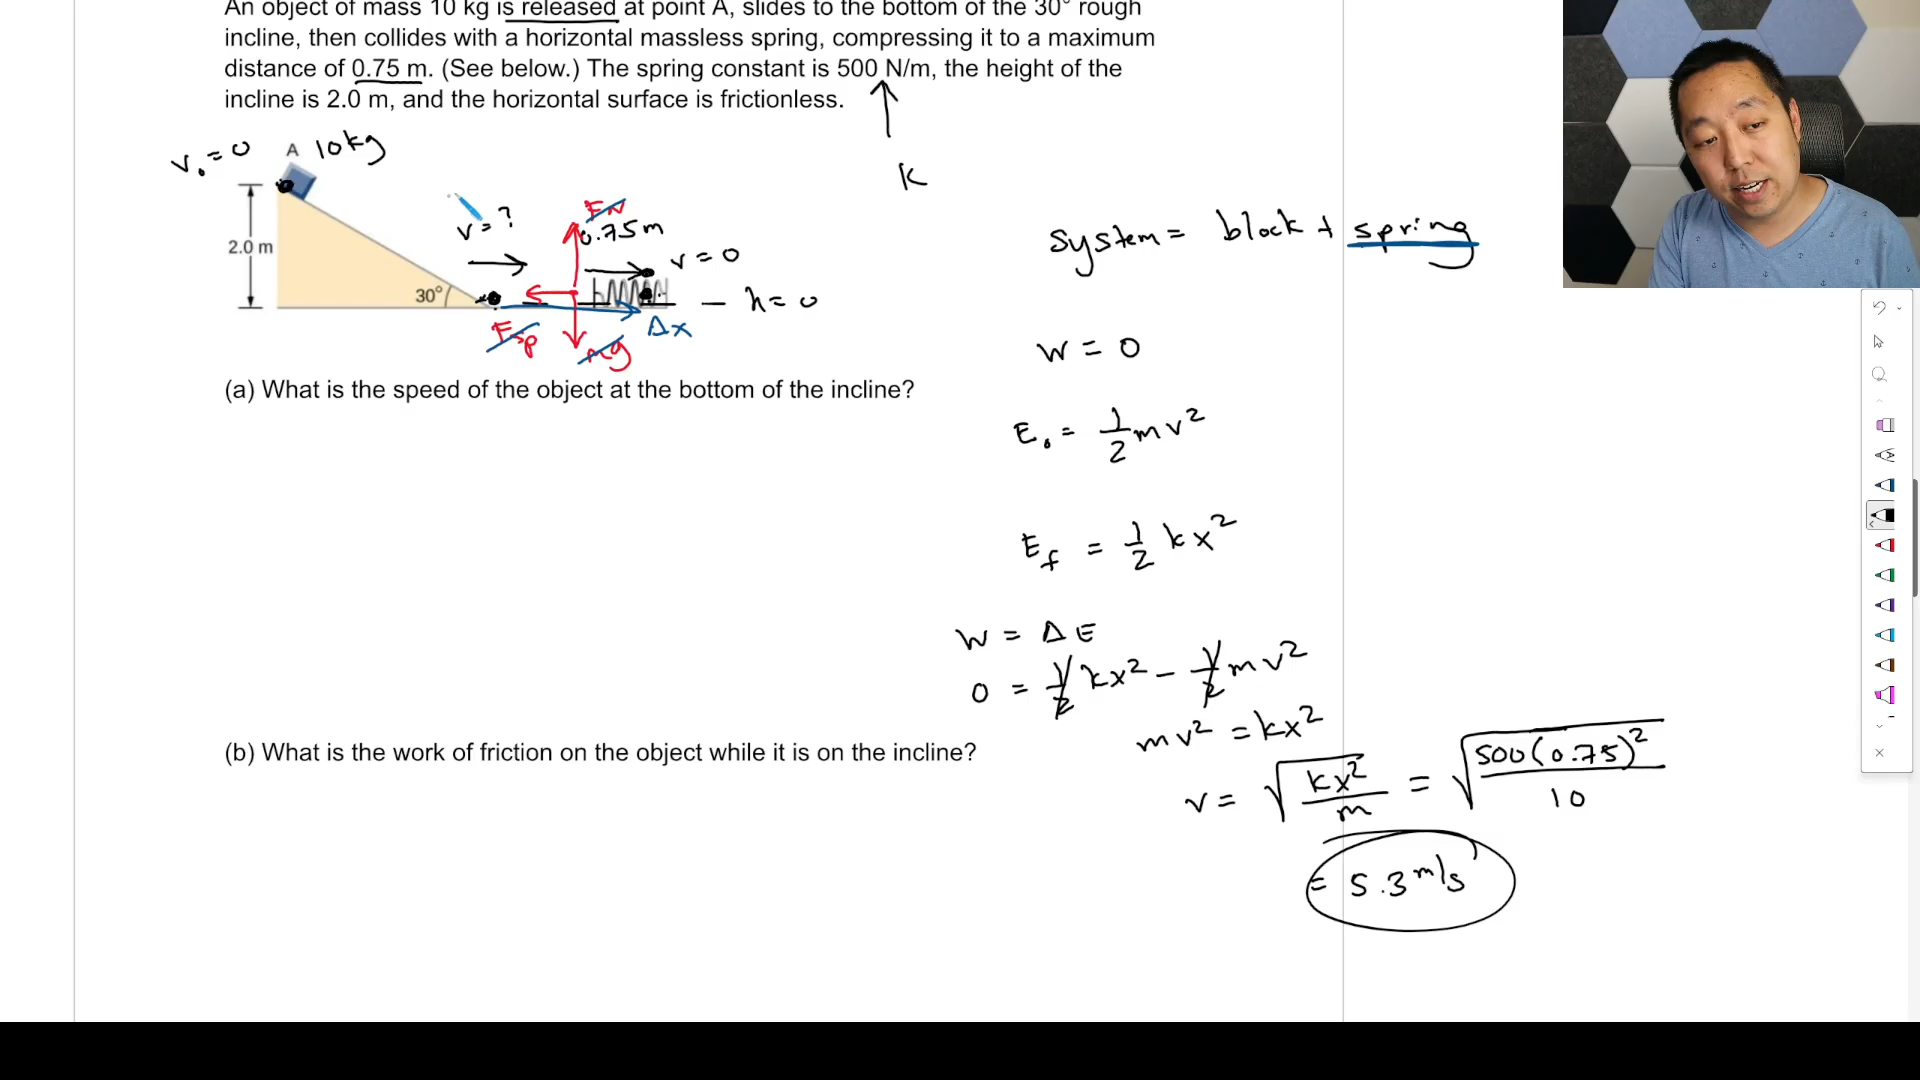 An object of mass 10 kg is released at point A, slides to the bottom of the 30° rough
incline, then collides with a horizontal massless spring, compressing it to a maximum
distance of 0.75 m. (See below.) The spring constant is 500 N/m, the height of the
incline is 2.0 m, and the horizontal surface is frictionless.
K
v₀ = 0
A 10kg
2.0 m
30°
v = ?
FN
0.75m
v = 0
h = 0
Fsp
mg
Δx
System = block + spring
W = 0
E₀ = 1/2 mv²
Ef = 1/2 kx²
W = ΔE
0 = 1/2 kx² - 1/2 mv²
mv² = kx²
v = √(kx²/m) = √(500(0.75)²/10)
= 5.3 m/s
(a) What is the speed of the object at the bottom of the incline?
(b) What is the work of friction on the object while it is on the incline?